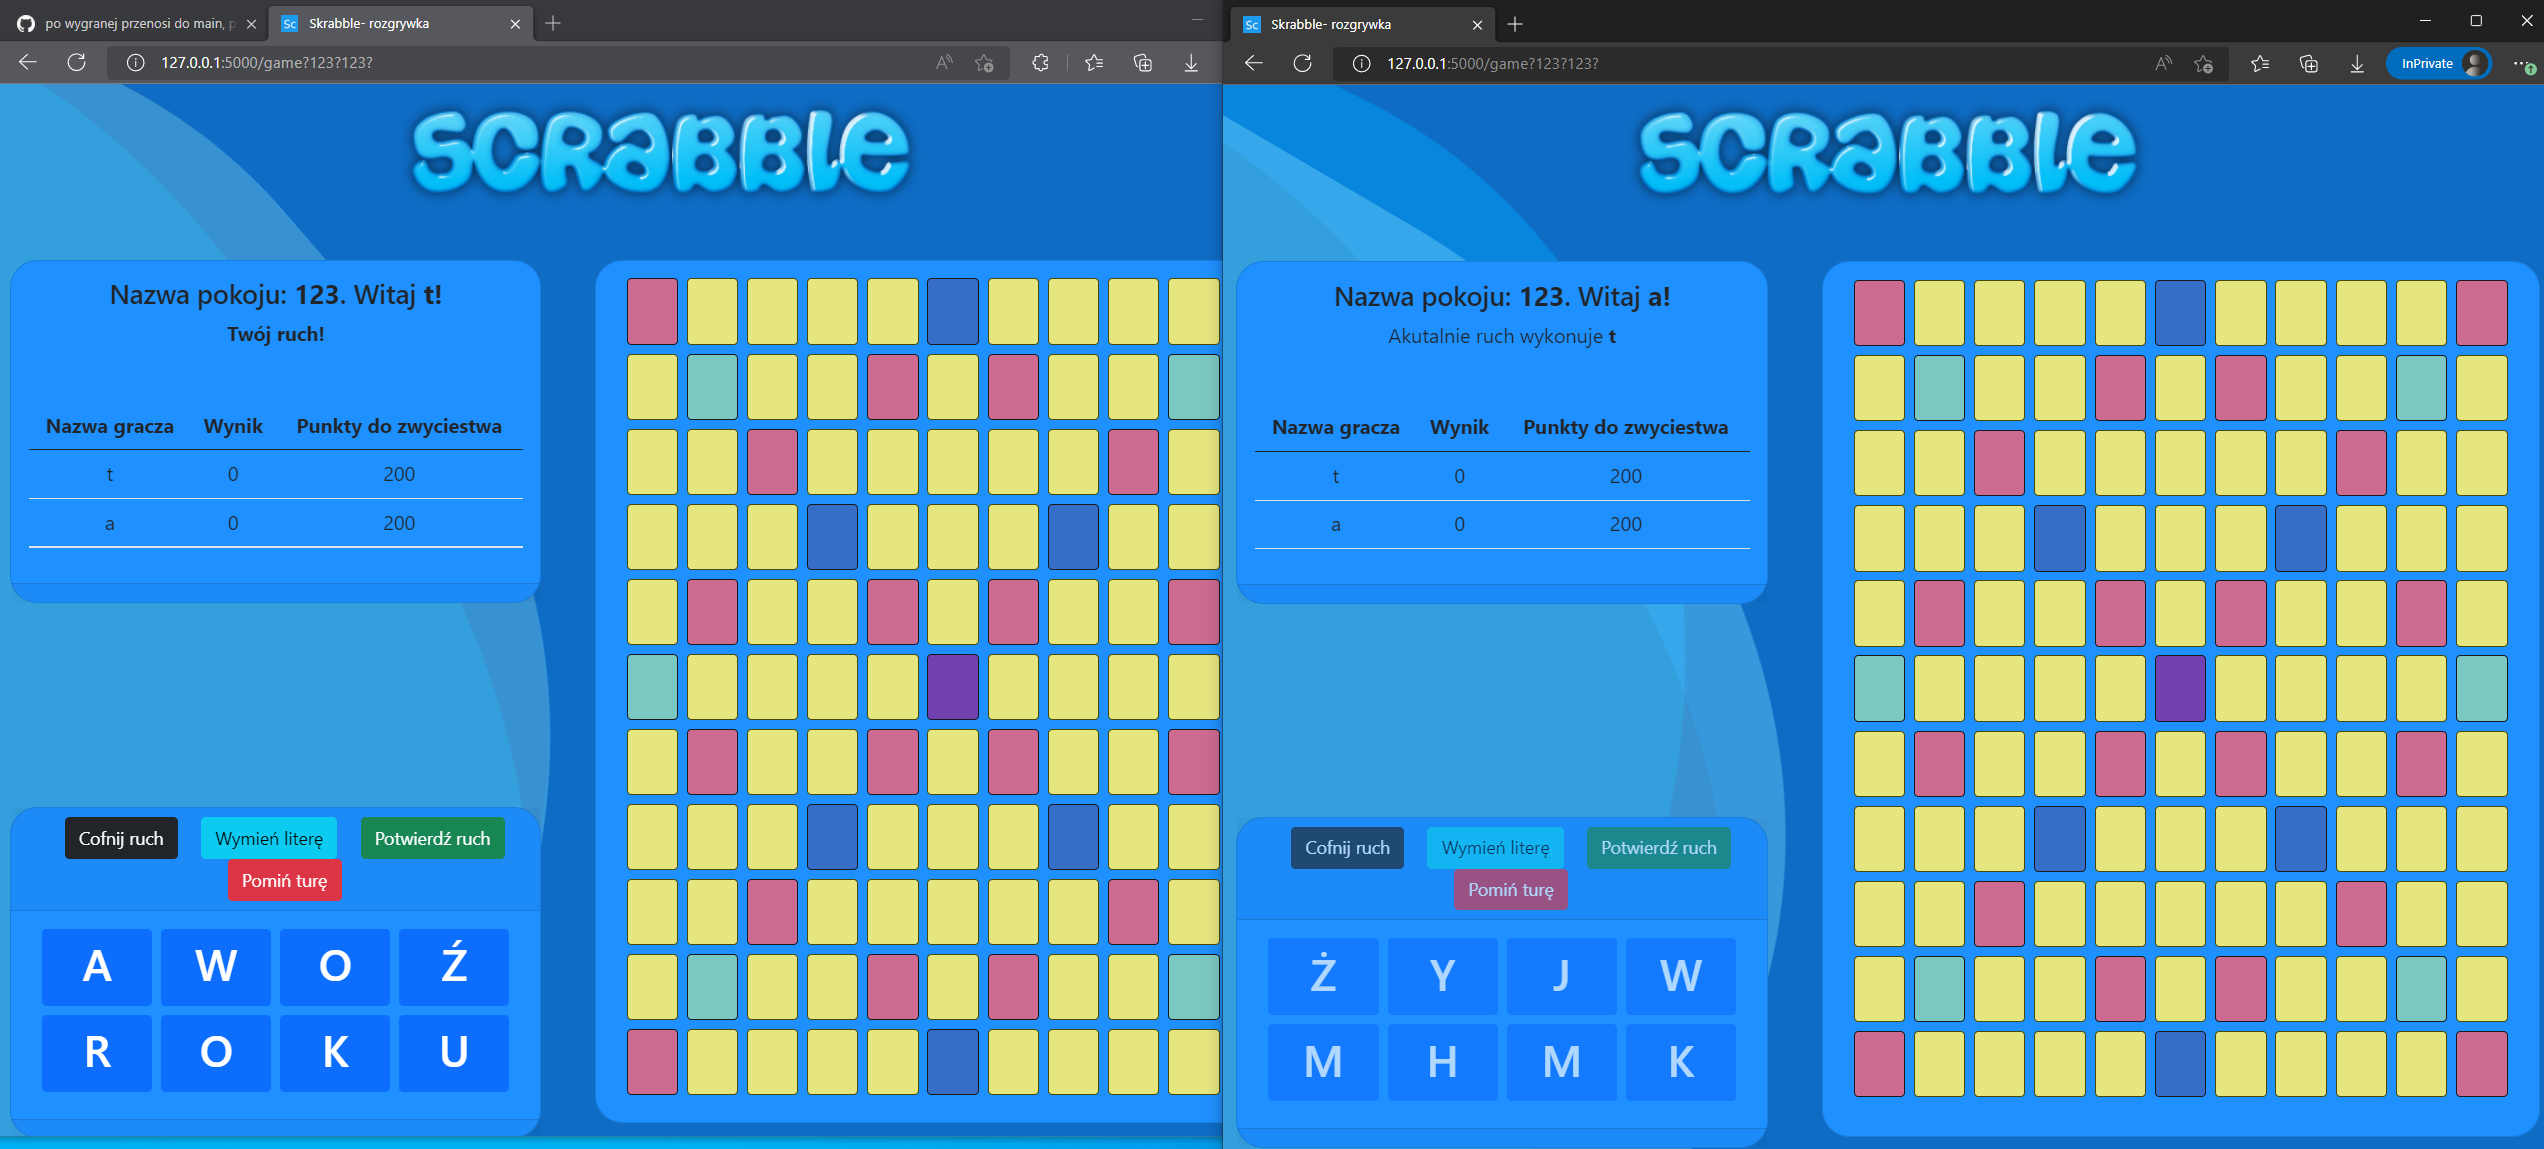 po wygranej przenosi do main, p
Skrabble- rozgrywka
127.0.0.1:5000/game?123?123?
SCRABBLE
Nazwa pokoju: 123. Witaj t!
Twój ruch!
Nazwa gracza Wynik Punkty do zwyciestwa
t 0 200
a 0 200
Cofnij ruch Wymień literę Potwierdź ruch
Pomiń turę
A W O Ź
R O K U
Skrabble- rozgrywka
127.0.0.1:5000/game?123?123?
InPrivate
SCRABBLE
Nazwa pokoju: 123. Witaj a!
Akutalnie ruch wykonuje t
Nazwa gracza Wynik Punkty do zwyciestwa
t 0 200
a 0 200
Cofnij ruch Wymień literę Potwierdź ruch
Pomiń turę
Ż Y J W
M H M K